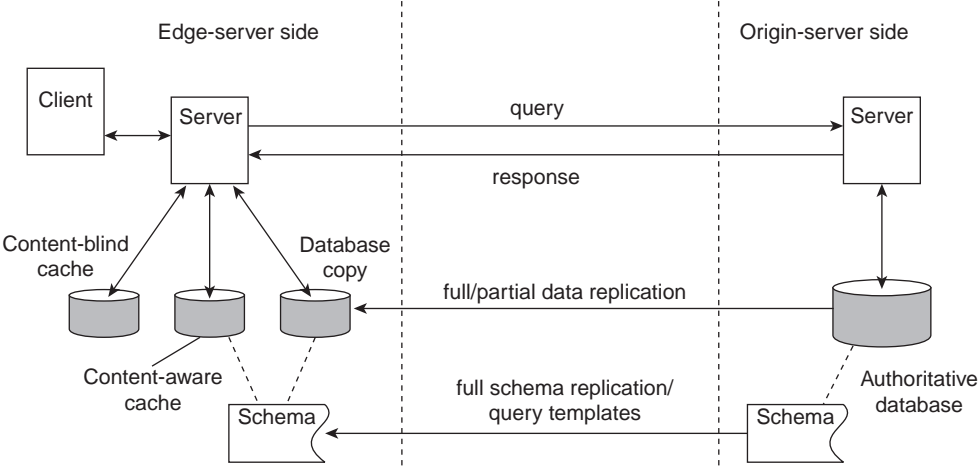 Edge-server side
Origin-server side
Client
Server
query
Server
response
Content-blind
cache
Database
copy
full/partial data replication
Content-aware
cache
full schema replication/
query templates
Authoritative
database
Schema
Schema